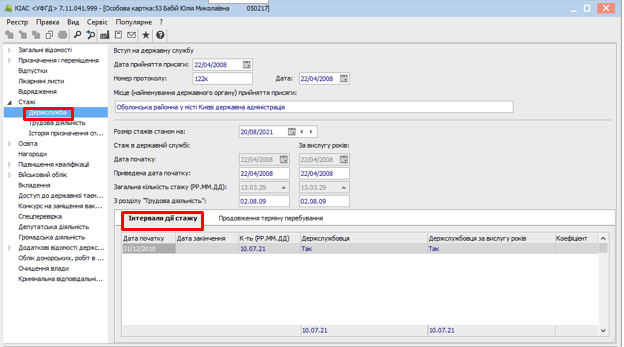 КІАС <УФГД> 7.11.041.999 - [Особова картка:53 Бабій Юлія Миколаївна 050217]
Реєстр Правка Вид Сервіс Популярне ?
Загальні відомості
Призначення і переміщення
Відпустки
Лікарняні листи
Відрядження
Стажі
Держслужба
Трудова діяльність
Історія призначення сп...
Освіта
Нагороди
Підвищення кваліфікації
Військовий облік
Вкладення
Доступ до державної таєм...
Конкурс на заміщення вак...
Спецперевірка
Депутатська діяльність
Громадська діяльність
Додаткові відомості держс...
Облік донорських, робіт в ...
Очищення влади
Кримінальна відповідальні...
Вступ на державну службу
Дата прийняття присяги: 22/04/2008
Номер протоколу: 122к Дата: 22/04/2008
Місце (найменування державного органу) прийняття присяги:
Оболонська районна у місті Києві державна адміністрація
Розмір стажів станом на: 20/08/2021
Стаж в державній службі: За вислугу років:
Дата початку 22/04/2008 22/04/2008
Приведена дата початку: 22/04/2008 22/04/2008
Загальна кількість стажу (РР.ММ.ДД): 13.03.29 13.03.29
З розділу "Трудова діяльність": 02.08.09 02.08.09
Інтервали дії стажу Продовження терміну перебування
Дата початку Дата закінчення К-ть (РР.ММ.ДД) Держслужбовця Держслужбовця за вислугу років Коефіцієнт
31/12/2010 10.07.21 Так Так
10.07.21 10.07.21